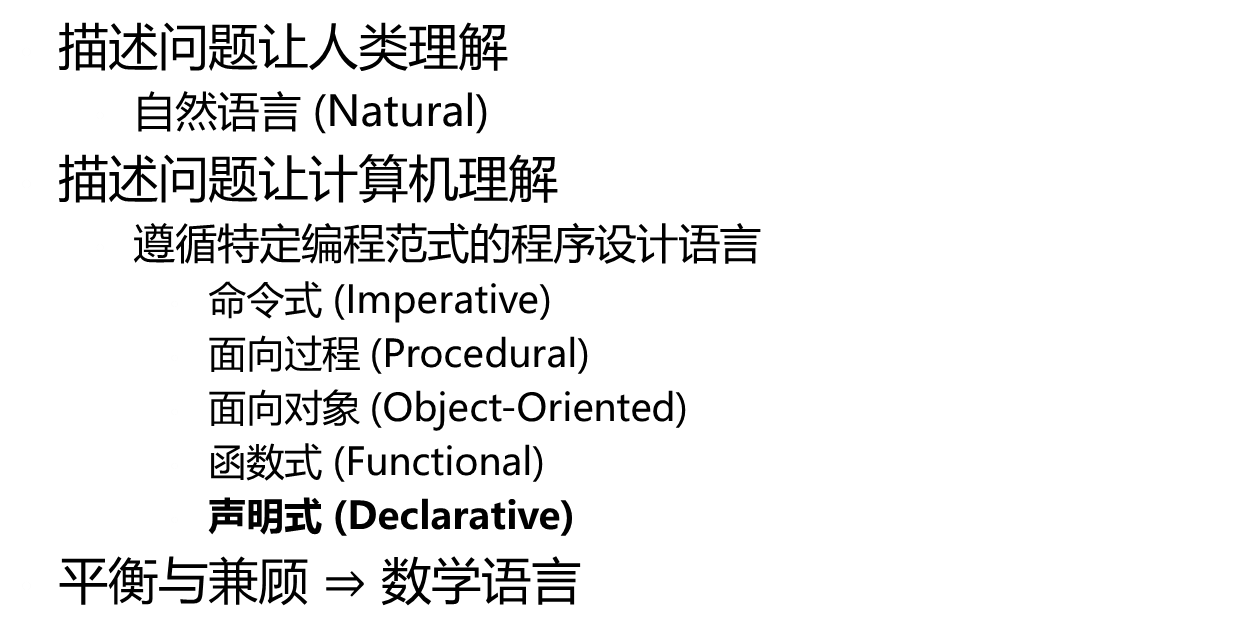 描述问题让人类理解
自然语言 (Natural)
描述问题让计算机理解
遵循特定编程范式的程序设计语言
命令式 (Imperative)
面向过程 (Procedural)
面向对象 (Object-Oriented)
函数式 (Functional)
声明式 (Declarative)
平衡与兼顾 ⇒ 数学语言